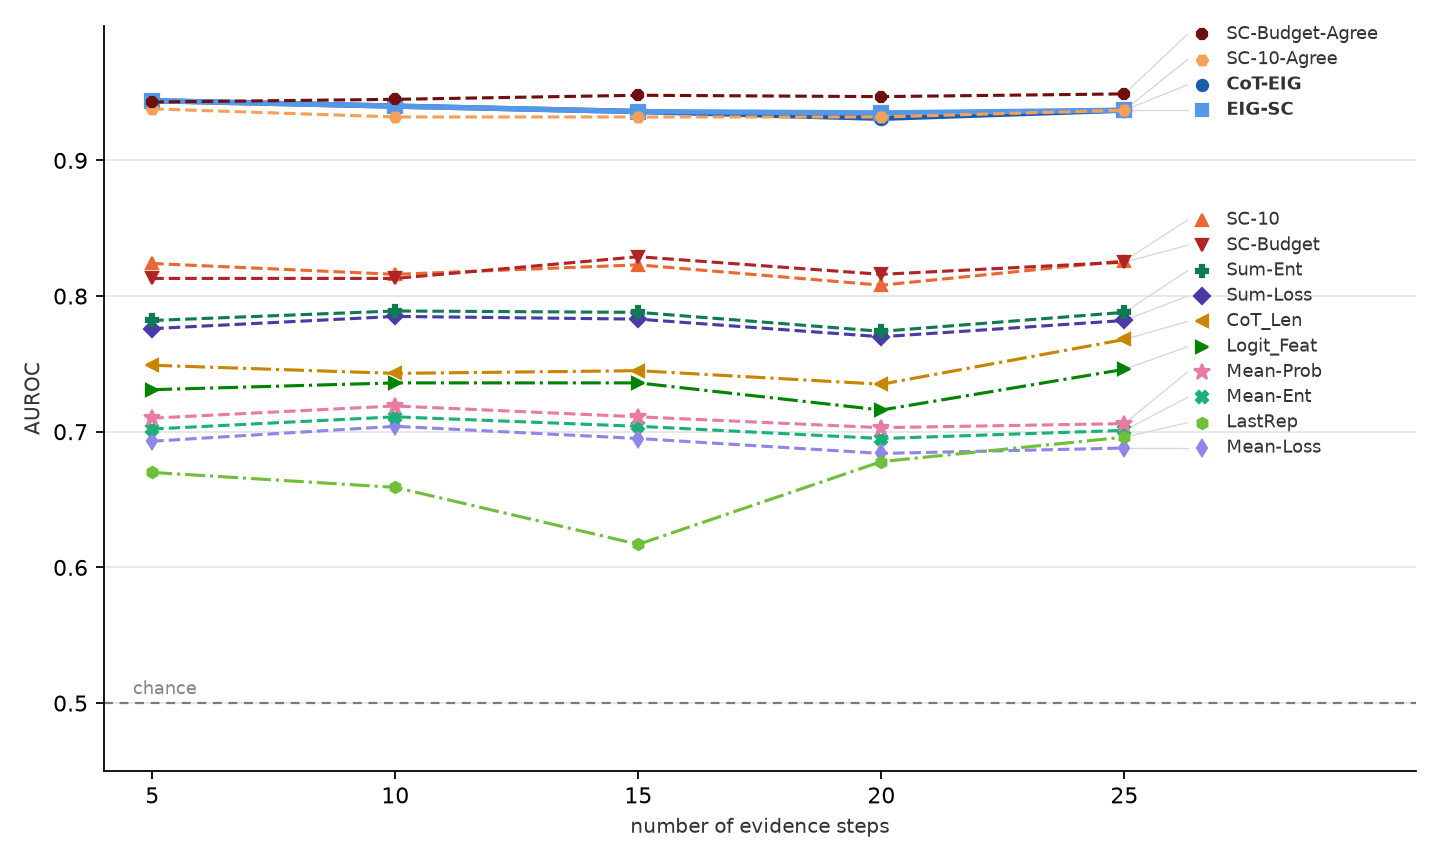 SC-Budget-Agree
SC-10-Agree
CoT-EIG
EIG-SC
0.9
SC-10
SC-Budget
Sum-Ent
0.8
Sum-Loss
CoT_Len
Logit_Feat
Mean-Prob
Mean-Ent
AUROC
0.7
LastRep
Mean-Loss
0.6
chance
0.5
5
10
15
20
25
number of evidence steps